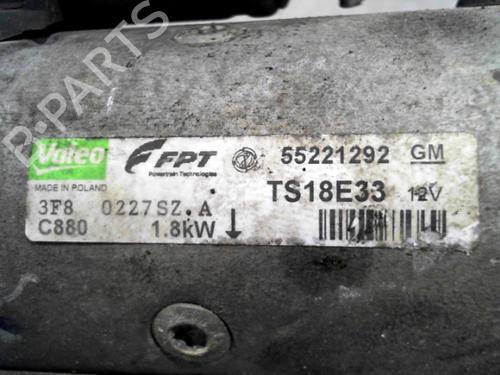 Valeo FPT 55221292 GM
Powertrain Technologies
MADE IN POLAND TS18E33 12V
3F8 0227SZ.A
C880 1.8kW
B-PARTS